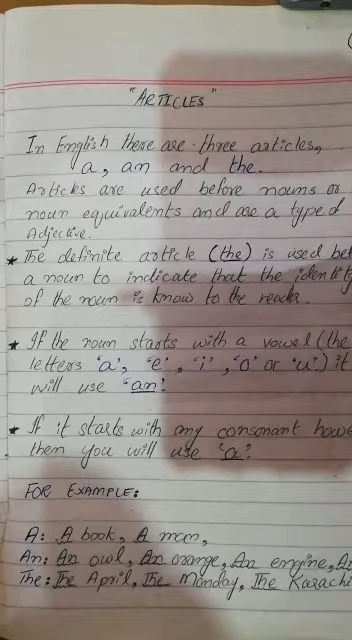 "ARTICLES"
In English there are three articles,
a, an and the.
Articles are used before nouns or
noun equivalents and are a type of
Adjective.
* The definite article (the) is used bef
a noun to indicate that the identity
of the noun is know to the reader.
* If the noun starts with a vowel (the
letters 'a', 'e', 'i', 'o' or 'u') it
will use 'an'.
* If it starts with any consonant howe
them you will use 'a'.
FOR EXAMPLE:
A: A book, A man,
An: An owl, An orange, An engine, An
The: The April, The Monday, The Karachi